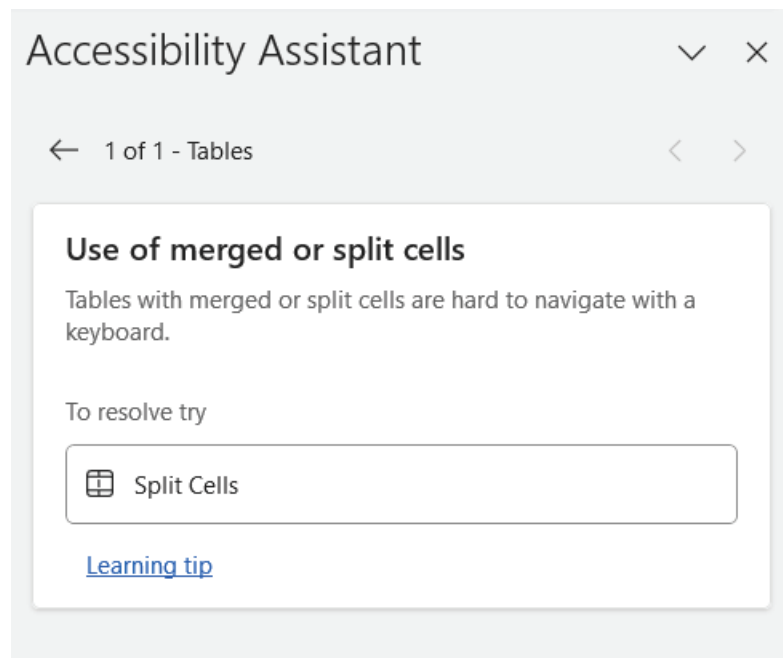 Accessibility Assistant
1 of 1 - Tables
Use of merged or split cells
Tables with merged or split cells are hard to navigate with a
keyboard.
To resolve try
Split Cells
Learning tip